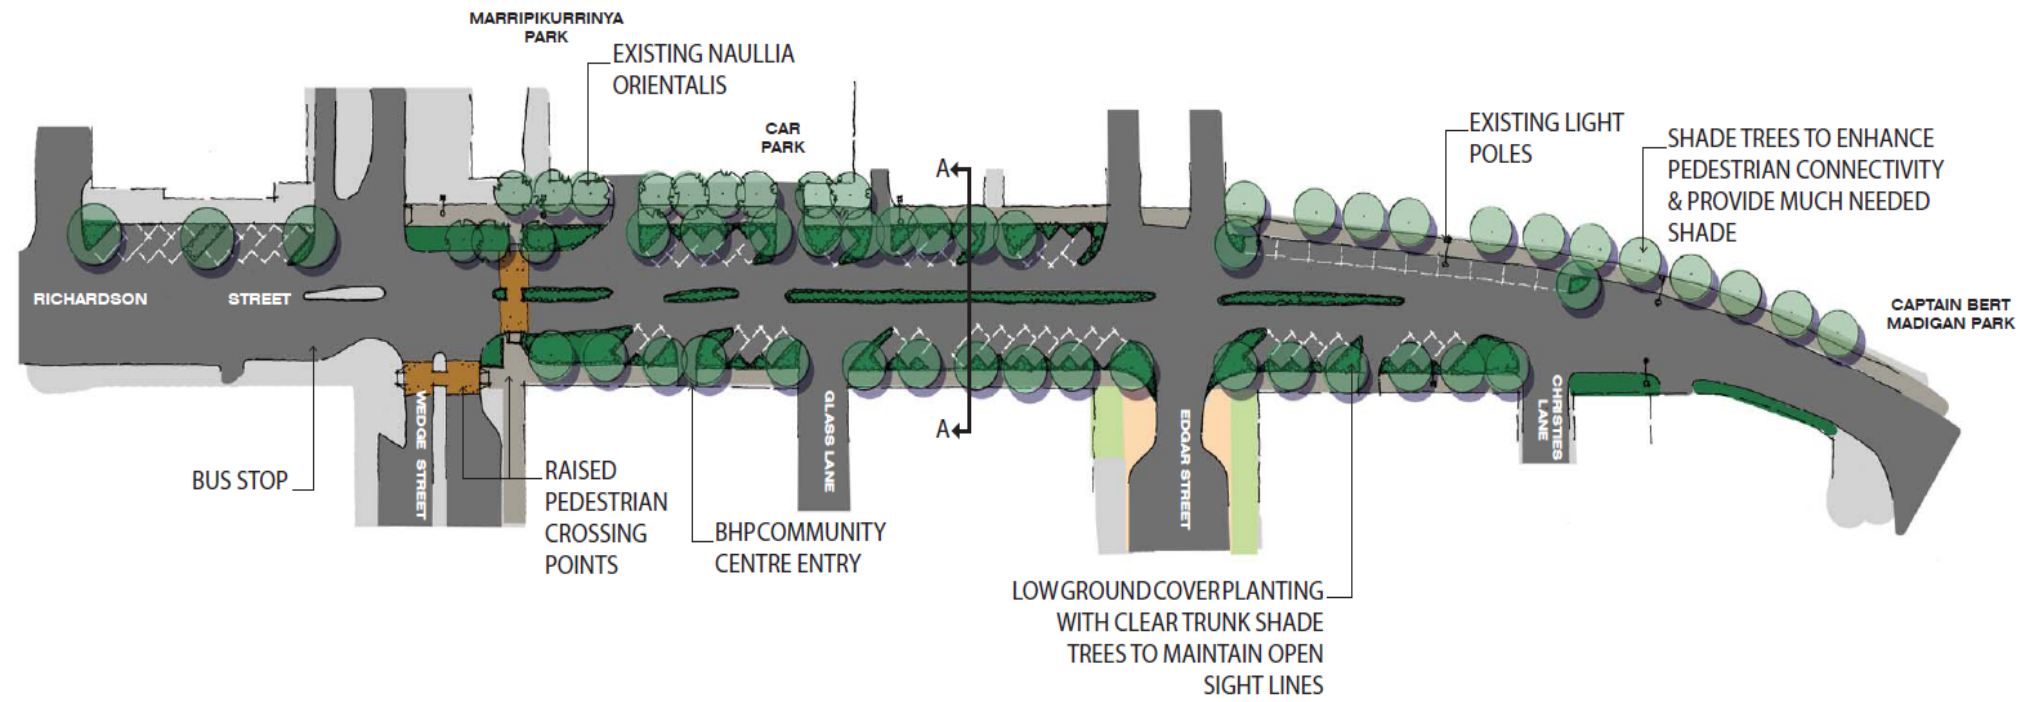 MARRIPIKURRINYA
PARK
EXISTING NAULLIA
ORIENTALIS
CAR
PARK
A
EXISTING LIGHT
POLES
SHADE TREES TO ENHANCE
PEDESTRIAN CONNECTIVITY
& PROVIDE MUCH NEEDED
SHADE
RICHARDSON STREET
CAPTAIN BERT
MADIGAN PARK
BUS STOP
WEDGE STREET
RAISED
PEDESTRIAN
CROSSING
POINTS
BHP COMMUNITY
CENTRE ENTRY
GLASS LANE
A
EDGAR STREET
CHRISTIES
LANE
LOW GROUND COVER PLANTING
WITH CLEAR TRUNK SHADE
TREES TO MAINTAIN OPEN
SIGHT LINES